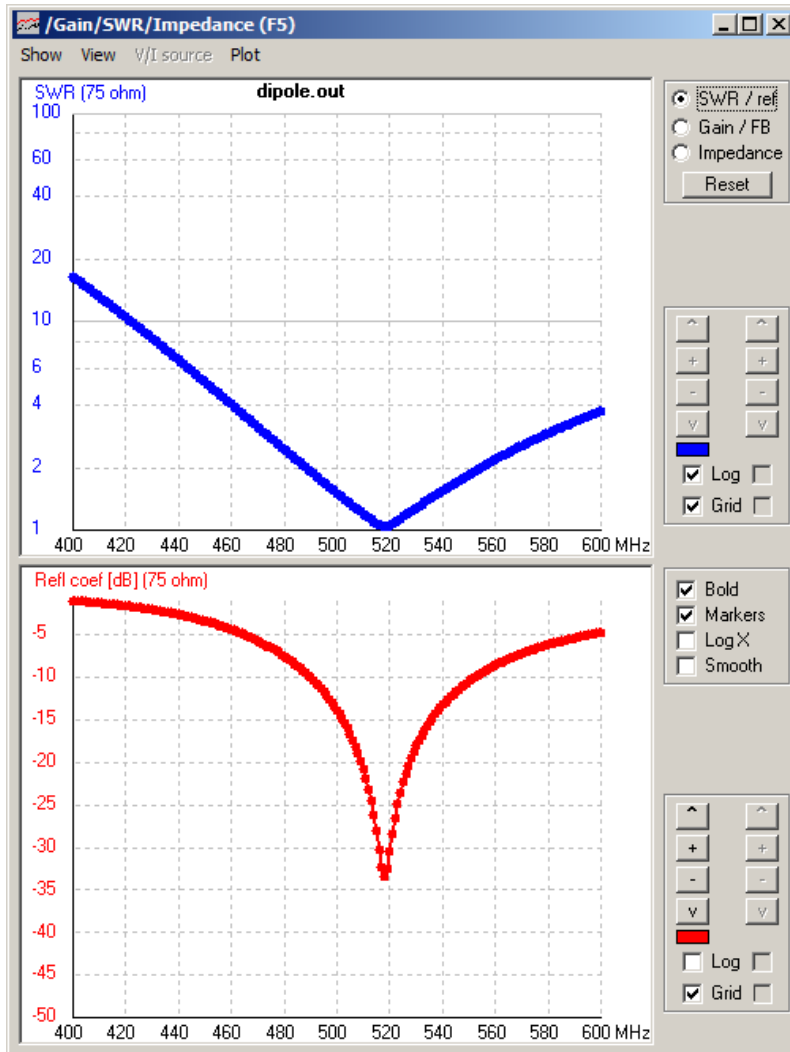 /Gain/SWR/Impedance (F5)
Show View V/I source Plot
SWR (75 ohm) dipole.out
100
60
40
20
10
6
4
2
1
400 420 440 460 480 500 520 540 560 580 600 MHz
Refl coef [dB] (75 ohm)
-5
-10
-15
-20
-25
-30
-35
-40
-45
-50
400 420 440 460 480 500 520 540 560 580 600 MHz
SWR / ref
Gain / FB
Impedance
Reset
^ ^
+ +
- -
v v
Log
Grid
Bold
Markers
Log X
Smooth
^ ^
+ +
- -
v v
Log
Grid